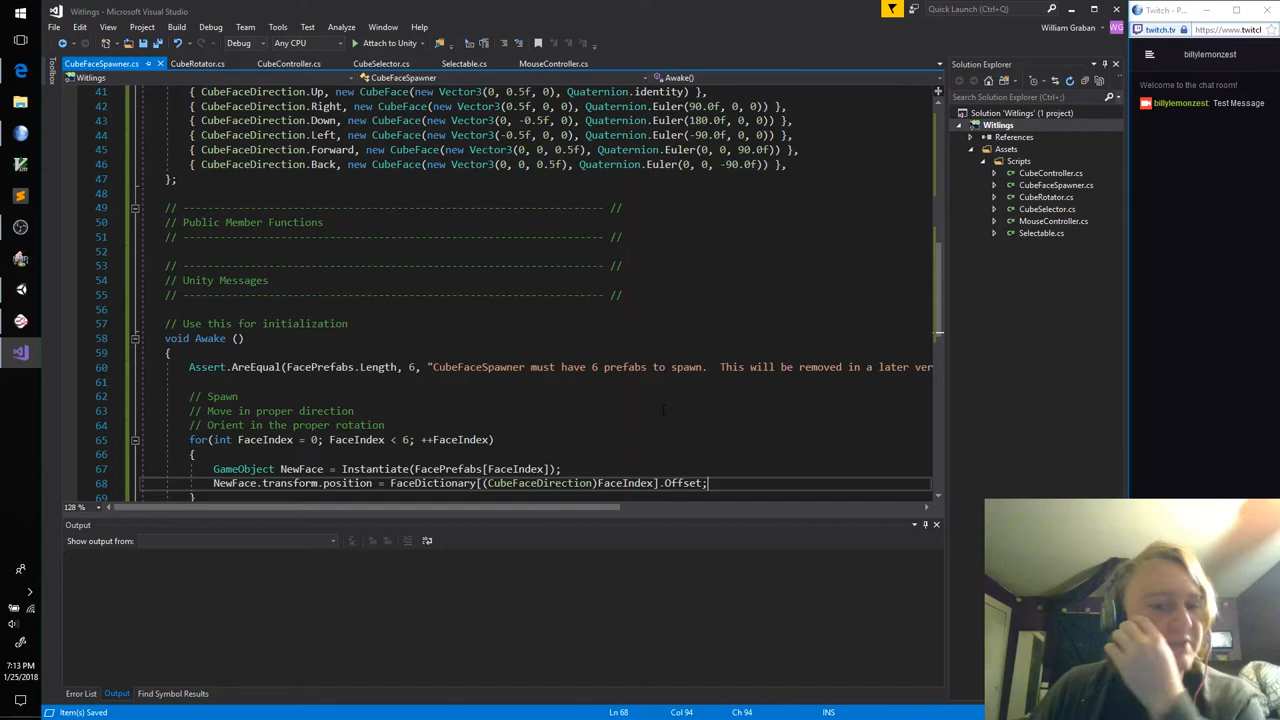 Witlings - Microsoft Visual Studio
Quick Launch (Ctrl+Q)
File Edit View Project Build Debug Team Tools Test Analyze Window Help
William Graban WG
Debug Any CPU Attach to Unity
CubeFaceSpawner.cs CubeRotator.cs CubeController.cs CubeSelector.cs Selectable.cs MouseController.cs
Witlings CubeFaceSpawner Awake()
Toolbox
41 { CubeFaceDirection.Up, new CubeFace(new Vector3(0, 0.5f, 0), Quaternion.identity) },
42 { CubeFaceDirection.Right, new CubeFace(new Vector3(0.5f, 0, 0), Quaternion.Euler(90.0f, 0, 0)) },
43 { CubeFaceDirection.Down, new CubeFace(new Vector3(0, -0.5f, 0), Quaternion.Euler(180.0f, 0, 0)) },
44 { CubeFaceDirection.Left, new CubeFace(new Vector3(-0.5f, 0, 0), Quaternion.Euler(-90.0f, 0, 0)) },
45 { CubeFaceDirection.Forward, new CubeFace(new Vector3(0, 0, 0.5f), Quaternion.Euler(0, 0, 90.0f)) },
46 { CubeFaceDirection.Back, new CubeFace(new Vector3(0, 0, 0.5f), Quaternion.Euler(0, 0, -90.0f)) },
47 };
48
49 // ---------------------------------------------------------------------- //
50 // Public Member Functions
51 // ---------------------------------------------------------------------- //
52
53 // ---------------------------------------------------------------------- //
54 // Unity Messages
55 // ---------------------------------------------------------------------- //
56
57 // Use this for initialization
58 void Awake ()
59 {
60 Assert.AreEqual(FacePrefabs.Length, 6, "CubeFaceSpawner must have 6 prefabs to spawn. This will be removed in a later ver
61
62 // Spawn
63 // Move in proper direction
64 // Orient in the proper rotation
65 for(int FaceIndex = 0; FaceIndex < 6; ++FaceIndex)
66 {
67 GameObject NewFace = Instantiate(FacePrefabs[FaceIndex]);
68 NewFace.transform.position = FaceDictionary[(CubeFaceDirection)FaceIndex].Offset;
}
128 %
Output
Show output from:
Error List Output Find Symbol Results
Item(s) Saved Ln 68 Col 94 Ch 94 INS
Solution Explorer
Search Solution Explorer (Ctrl+;)
Solution 'Witlings' (1 project)
Witlings
References
Assets
Scripts
CubeController.cs
CubeFaceSpawner.cs
CubeRotator.cs
CubeSelector.cs
MouseController.cs
Selectable.cs
Twitch - P...
twitch.tv https://www.twitch
billylemonzest
Welcome to the chat room!
billylemonzest: Test Message
7:13 PM
1/25/2018